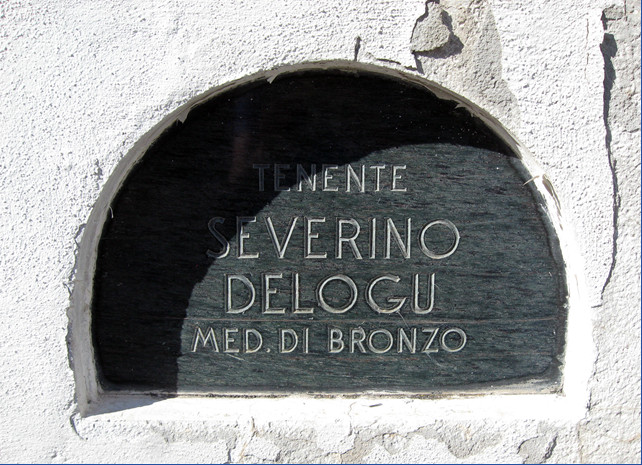 TENENTE
SEVERINO
DELOGU
MED. DI BRONZO